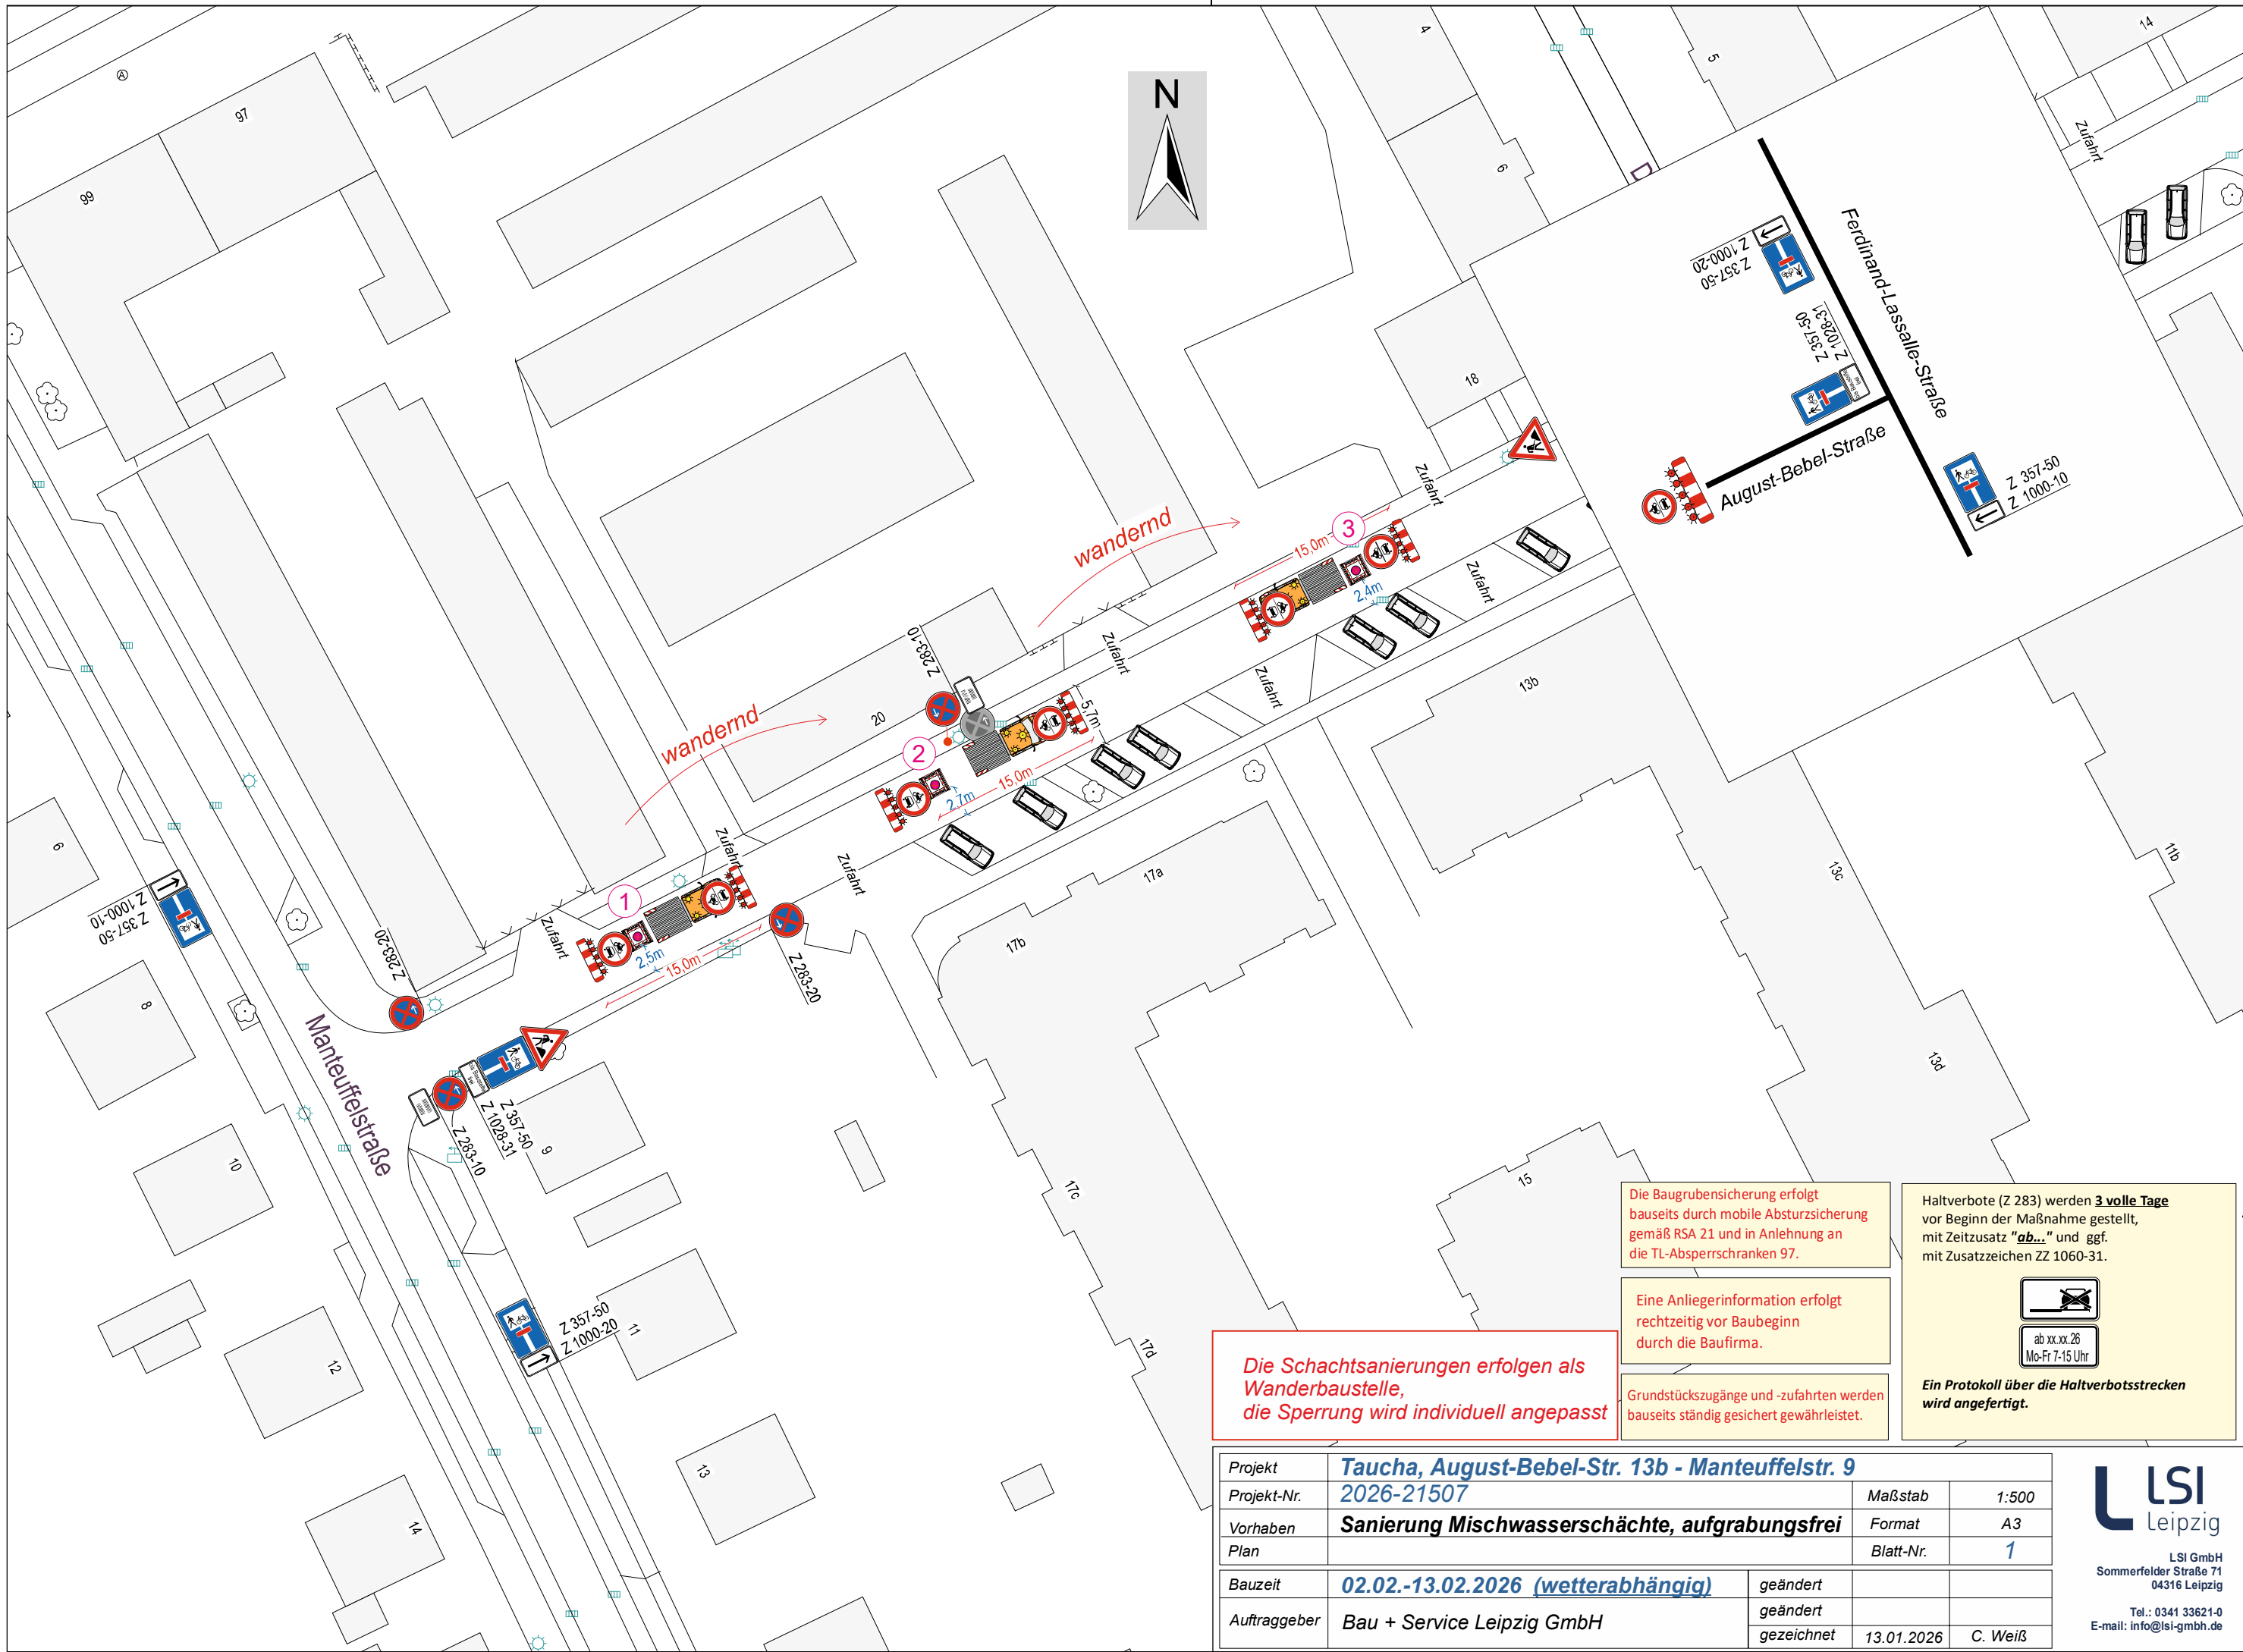 N
4
5
14
97
99
6
18
Zufahrt
Z 1000-20
Z 357-50
Z 357-50
Z 1028-31
Ferdinand-Lassalle-Straße
August-Bebel-Straße
Z 357-50
Z 1000-10
wandernd
3
15,0m
2,4m
Zufahrt
Zufahrt
Z 283-10
Zufahrt
Zufahrt
wandernd
20
2
5,7m
15,0m
2,7m
13b
Zufahrt
Zufahrt
1
Zufahrt
2,5m
15,0m
Z 283-20
Z 283-20
17a
17b
13c
11b
13d
6
Z 1000-10
Z 357-50
8
Manteuffelstraße
Z 357-50
Z 1028-31
Z 283-10
9
10
17c
15
Z 357-50
Z 1000-20
11
12
17d
13
14
Die Baugrubensicherung erfolgt
bauseits durch mobile Absturzsicherung
gemäß RSA 21 und in Anlehnung an
die TL-Absperrschranken 97.
Eine Anliegerinformation erfolgt
rechtzeitig vor Baubeginn
durch die Baufirma.
Grundstückszugänge und -zufahrten werden
bauseits ständig gesichert gewährleistet.
Haltverbote (Z 283) werden 3 volle Tage
vor Beginn der Maßnahme gestellt,
mit Zeitzusatz "ab..." und ggf.
mit Zusatzzeichen ZZ 1060-31.
ab xx.xx.26
Mo-Fr 7-15 Uhr
Ein Protokoll über die Haltverbotsstrecken
wird angefertigt.
Die Schachtsanierungen erfolgen als
Wanderbaustelle,
die Sperrung wird individuell angepasst
Projekt Taucha, August-Bebel-Str. 13b - Manteuffelstr. 9
Projekt-Nr. 2026-21507 Maßstab 1:500
Vorhaben Sanierung Mischwasserschächte, aufgrabungsfrei Format A3
Plan Blatt-Nr. 1
Bauzeit 02.02.-13.02.2026 (wetterabhängig) geändert
Auftraggeber Bau + Service Leipzig GmbH geändert
gezeichnet 13.01.2026 C. Weiß
LSI
Leipzig
LSI GmbH
Sommerfelder Straße 71
04316 Leipzig
Tel.: 0341 33621-0
E-mail: info@lsi-gmbh.de